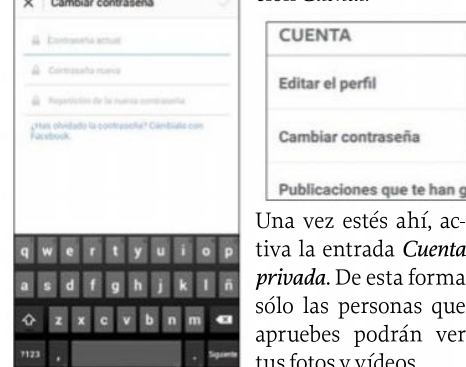 Cambiar contraseña
Contraseña actual
Contraseña nueva
Repetición de la nueva contraseña
¿Has olvidado la contraseña? Cámbiala con
Facebook.
q w e r t y u i o p
a s d f g h j k l ñ
z x c v b n m
?123 , . Siguiente
CUENTA
Editar el perfil
Cambiar contraseña
Publicaciones que te han g
Una vez estés ahí, ac-
tiva la entrada Cuenta
privada. De esta forma
sólo las personas que
apruebes podrán ver
tus fotos y vídeos